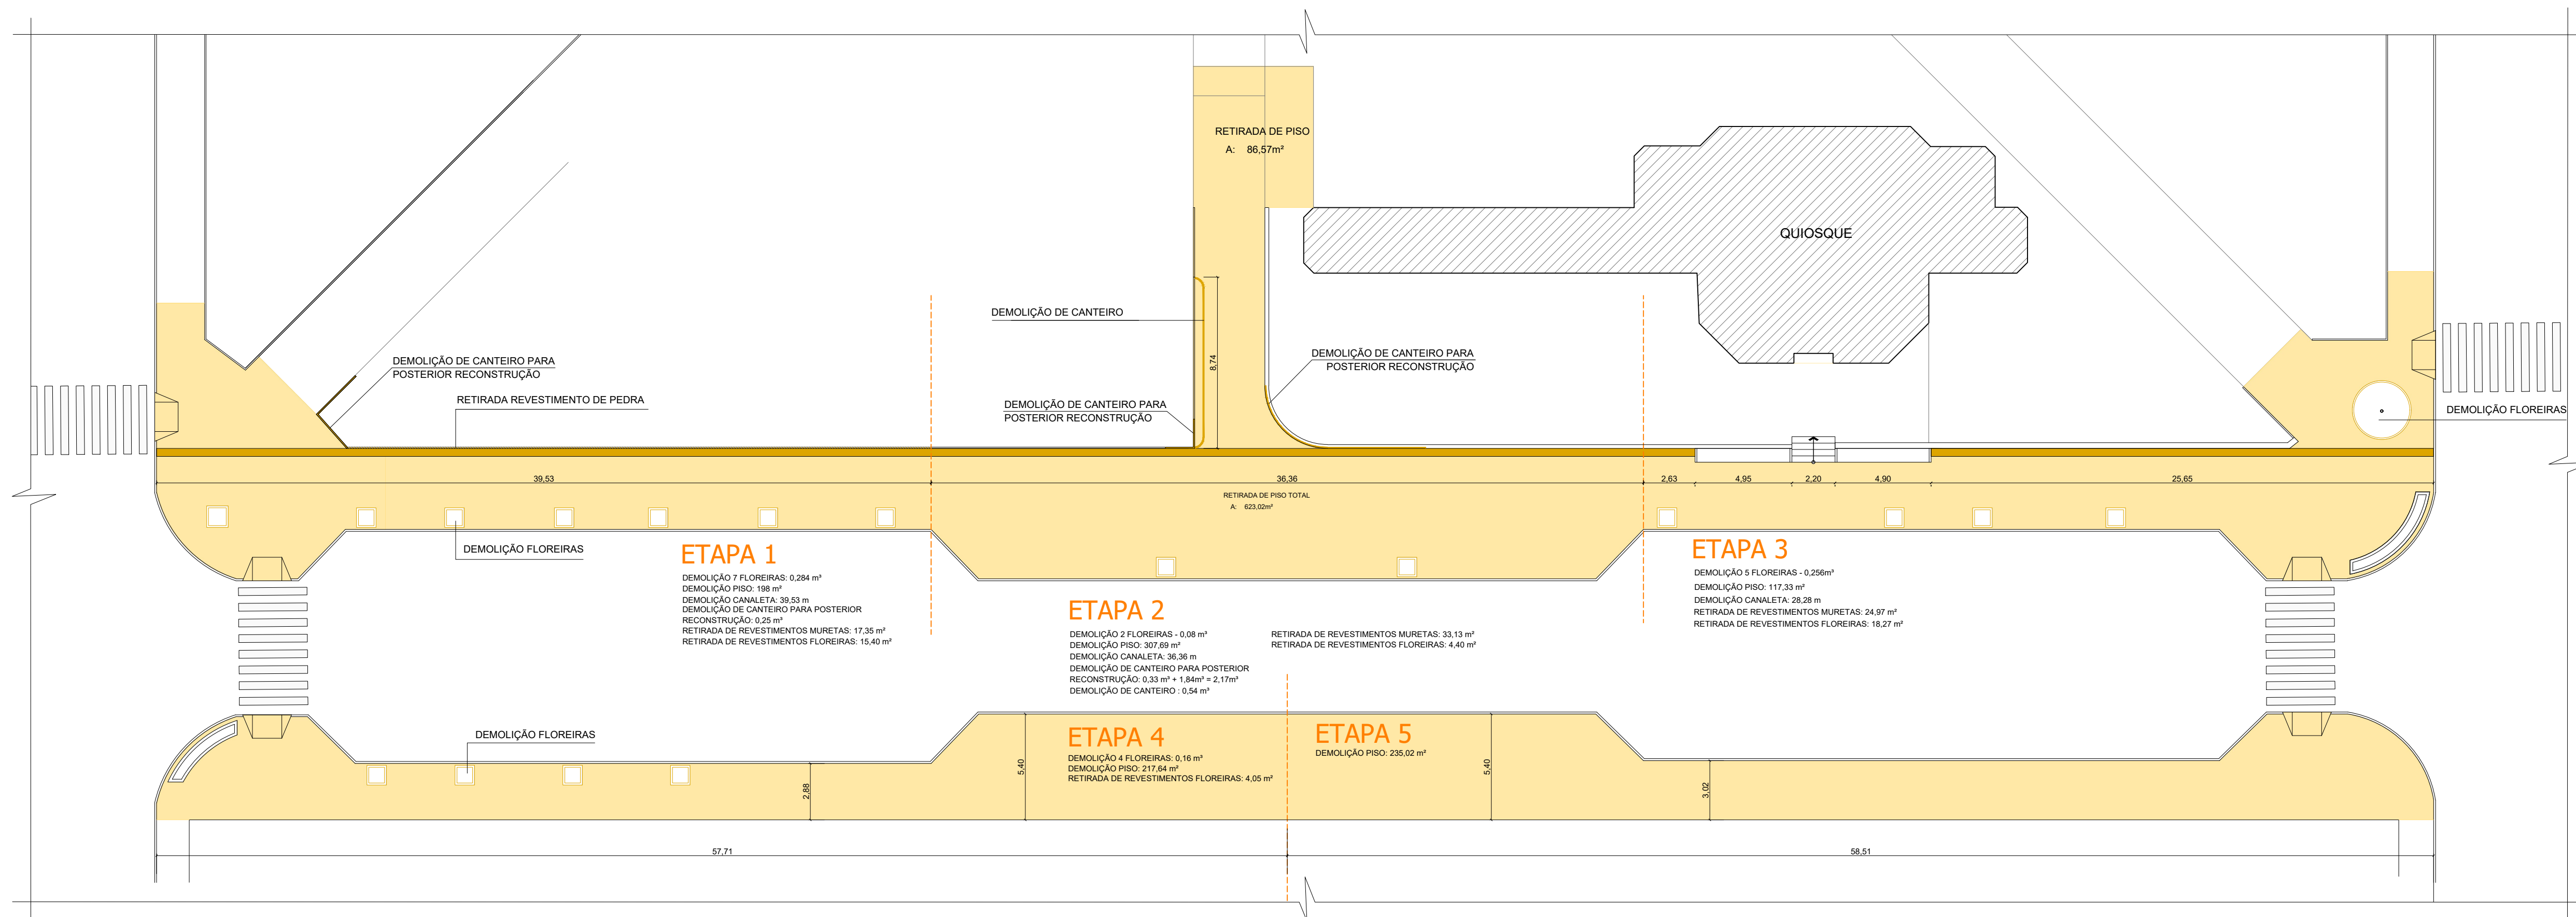 RETIRADA DE PISO
A: 86,57m²
QUIOSQUE
DEMOLIÇÃO DE CANTEIRO
8,74
DEMOLIÇÃO DE CANTEIRO PARA
POSTERIOR RECONSTRUÇÃO
DEMOLIÇÃO DE CANTEIRO PARA
POSTERIOR RECONSTRUÇÃO
RETIRADA REVESTIMENTO DE PEDRA
DEMOLIÇÃO DE CANTEIRO PARA
POSTERIOR RECONSTRUÇÃO
DEMOLIÇÃO FLOREIRAS
39,53
36,36
2,63
4,95
2,20
4,90
25,65
RETIRADA DE PISO TOTAL
A: 623,02m²
DEMOLIÇÃO FLOREIRAS
ETAPA 1
DEMOLIÇÃO 7 FLOREIRAS: 0,284 m³
DEMOLIÇÃO PISO: 198 m²
DEMOLIÇÃO CANALETA: 39,53 m
DEMOLIÇÃO DE CANTEIRO PARA POSTERIOR
RECONSTRUÇÃO: 0,25 m³
RETIRADA DE REVESTIMENTOS MURETAS: 17,35 m²
RETIRADA DE REVESTIMENTOS FLOREIRAS: 15,40 m²
ETAPA 2
DEMOLIÇÃO 2 FLOREIRAS - 0,08 m³
DEMOLIÇÃO PISO: 307,69 m²
DEMOLIÇÃO CANALETA: 36,36 m
DEMOLIÇÃO DE CANTEIRO PARA POSTERIOR
RECONSTRUÇÃO: 0,33 m³ + 1,84m³ = 2,17m³
DEMOLIÇÃO DE CANTEIRO : 0,54 m³
RETIRADA DE REVESTIMENTOS MURETAS: 33,13 m²
RETIRADA DE REVESTIMENTOS FLOREIRAS: 4,40 m²
ETAPA 3
DEMOLIÇÃO 5 FLOREIRAS - 0,256m³
DEMOLIÇÃO PISO: 117,33 m²
DEMOLIÇÃO CANALETA: 28,28 m
RETIRADA DE REVESTIMENTOS MURETAS: 24,97 m²
RETIRADA DE REVESTIMENTOS FLOREIRAS: 18,27 m²
DEMOLIÇÃO FLOREIRAS
2,88
5,40
ETAPA 4
DEMOLIÇÃO 4 FLOREIRAS: 0,16 m³
DEMOLIÇÃO PISO: 217,64 m²
RETIRADA DE REVESTIMENTOS FLOREIRAS: 4,05 m²
ETAPA 5
DEMOLIÇÃO PISO: 235,02 m²
5,40
3,02
57,71
58,51